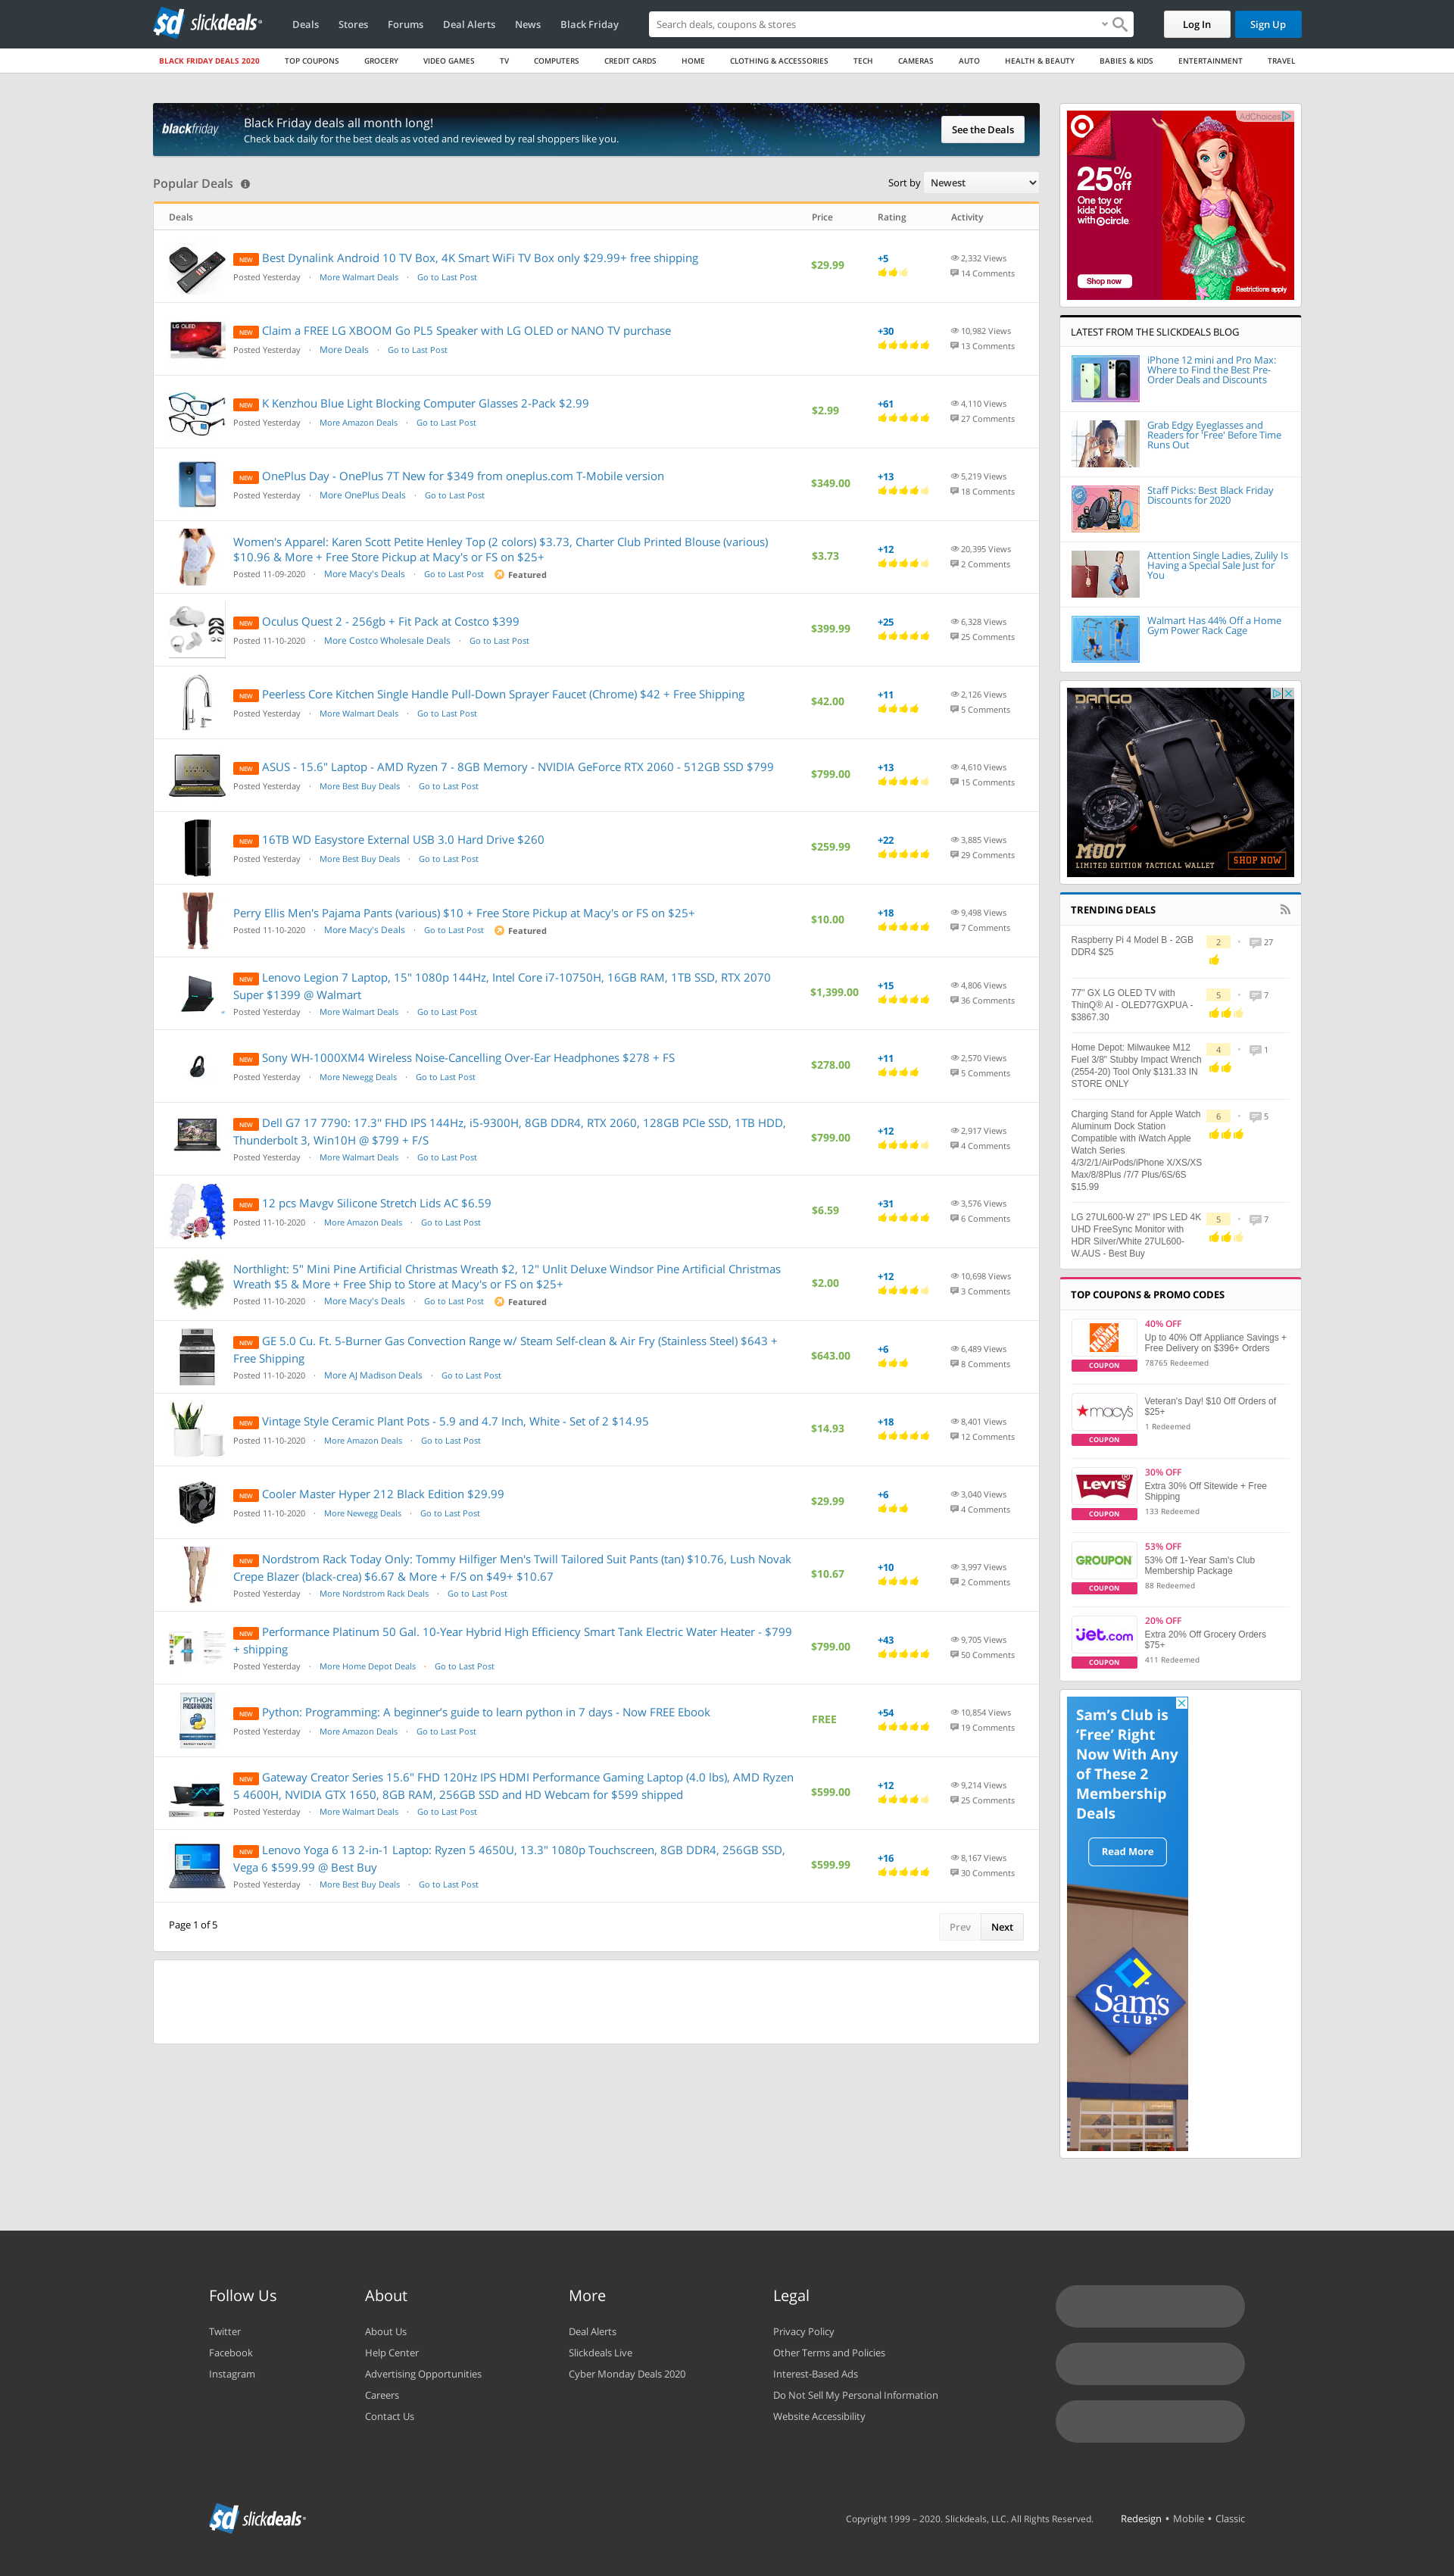 slickdeals
Deals Stores Forums Deal Alerts News Black Friday
Search deals, coupons & stores
Log In Sign Up
BLACK FRIDAY DEALS 2020 TOP COUPONS GROCERY VIDEO GAMES TV COMPUTERS CREDIT CARDS HOME CLOTHING & ACCESSORIES TECH CAMERAS AUTO HEALTH & BEAUTY BABIES & KIDS ENTERTAINMENT TRAVEL
blackfriday
Black Friday deals all month long!
Check back daily for the best deals as voted and reviewed by real shoppers like you.
See the Deals
Popular Deals
Sort by Newest
Deals Price Rating Activity
NEW Best Dynalink Android 10 TV Box, 4K Smart WiFi TV Box only $29.99+ free shipping
Posted Yesterday · More Walmart Deals · Go to Last Post
$29.99
+5
2,332 Views
14 Comments
NEW Claim a FREE LG XBOOM Go PL5 Speaker with LG OLED or NANO TV purchase
Posted Yesterday · More Deals · Go to Last Post
+30
10,982 Views
13 Comments
NEW K Kenzhou Blue Light Blocking Computer Glasses 2-Pack $2.99
Posted Yesterday · More Amazon Deals · Go to Last Post
$2.99
+61
4,110 Views
27 Comments
NEW OnePlus Day - OnePlus 7T New for $349 from oneplus.com T-Mobile version
Posted Yesterday · More OnePlus Deals · Go to Last Post
$349.00
+13
5,219 Views
18 Comments
Women's Apparel: Karen Scott Petite Henley Top (2 colors) $3.73, Charter Club Printed Blouse (various)
$10.96 & More + Free Store Pickup at Macy's or FS on $25+
Posted 11-09-2020 · More Macy's Deals · Go to Last Post Featured
$3.73
+12
20,395 Views
2 Comments
NEW Oculus Quest 2 - 256gb + Fit Pack at Costco $399
Posted 11-10-2020 · More Costco Wholesale Deals · Go to Last Post
$399.99
+25
6,328 Views
25 Comments
NEW Peerless Core Kitchen Single Handle Pull-Down Sprayer Faucet (Chrome) $42 + Free Shipping
Posted Yesterday · More Walmart Deals · Go to Last Post
$42.00
+11
2,126 Views
5 Comments
NEW ASUS - 15.6" Laptop - AMD Ryzen 7 - 8GB Memory - NVIDIA GeForce RTX 2060 - 512GB SSD $799
Posted Yesterday · More Best Buy Deals · Go to Last Post
$799.00
+13
4,610 Views
15 Comments
NEW 16TB WD Easystore External USB 3.0 Hard Drive $260
Posted Yesterday · More Best Buy Deals · Go to Last Post
$259.99
+22
3,885 Views
29 Comments
Perry Ellis Men's Pajama Pants (various) $10 + Free Store Pickup at Macy's or FS on $25+
Posted 11-10-2020 · More Macy's Deals · Go to Last Post Featured
$10.00
+18
9,498 Views
7 Comments
NEW Lenovo Legion 7 Laptop, 15" 1080p 144Hz, Intel Core i7-10750H, 16GB RAM, 1TB SSD, RTX 2070
Super $1399 @ Walmart
Posted Yesterday · More Walmart Deals · Go to Last Post
$1,399.00
+15
4,806 Views
36 Comments
NEW Sony WH-1000XM4 Wireless Noise-Cancelling Over-Ear Headphones $278 + FS
Posted Yesterday · More Newegg Deals · Go to Last Post
$278.00
+11
2,570 Views
5 Comments
NEW Dell G7 17 7790: 17.3'' FHD IPS 144Hz, i5-9300H, 8GB DDR4, RTX 2060, 128GB PCIe SSD, 1TB HDD,
Thunderbolt 3, Win10H @ $799 + F/S
Posted Yesterday · More Walmart Deals · Go to Last Post
$799.00
+12
2,917 Views
4 Comments
NEW 12 pcs Mavgv Silicone Stretch Lids AC $6.59
Posted 11-10-2020 · More Amazon Deals · Go to Last Post
$6.59
+31
3,576 Views
6 Comments
Northlight: 5" Mini Pine Artificial Christmas Wreath $2, 12" Unlit Deluxe Windsor Pine Artificial Christmas
Wreath $5 & More + Free Ship to Store at Macy's or FS on $25+
Posted 11-10-2020 · More Macy's Deals · Go to Last Post Featured
$2.00
+12
10,698 Views
3 Comments
NEW GE 5.0 Cu. Ft. 5-Burner Gas Convection Range w/ Steam Self-clean & Air Fry (Stainless Steel) $643 +
Free Shipping
Posted 11-10-2020 · More AJ Madison Deals · Go to Last Post
$643.00
+6
6,489 Views
8 Comments
NEW Vintage Style Ceramic Plant Pots - 5.9 and 4.7 Inch, White - Set of 2 $14.95
Posted 11-10-2020 · More Amazon Deals · Go to Last Post
$14.93
+18
8,401 Views
12 Comments
NEW Cooler Master Hyper 212 Black Edition $29.99
Posted 11-10-2020 · More Newegg Deals · Go to Last Post
$29.99
+6
3,040 Views
4 Comments
NEW Nordstrom Rack Today Only: Tommy Hilfiger Men's Twill Tailored Suit Pants (tan) $10.76, Lush Novak
Crepe Blazer (black-crea) $6.67 & More + F/S on $49+ $10.67
Posted Yesterday · More Nordstrom Rack Deals · Go to Last Post
$10.67
+10
3,997 Views
2 Comments
NEW Performance Platinum 50 Gal. 10-Year Hybrid High Efficiency Smart Tank Electric Water Heater - $799
+ shipping
Posted Yesterday · More Home Depot Deals · Go to Last Post
$799.00
+43
9,705 Views
50 Comments
NEW Python: Programming: A beginner's guide to learn python in 7 days - Now FREE Ebook
Posted Yesterday · More Amazon Deals · Go to Last Post
FREE
+54
10,854 Views
19 Comments
NEW Gateway Creator Series 15.6" FHD 120Hz IPS HDMI Performance Gaming Laptop (4.0 lbs), AMD Ryzen
5 4600H, NVIDIA GTX 1650, 8GB RAM, 256GB SSD and HD Webcam for $599 shipped
Posted Yesterday · More Walmart Deals · Go to Last Post
$599.00
+12
9,214 Views
25 Comments
NEW Lenovo Yoga 6 13 2-in-1 Laptop: Ryzen 5 4650U, 13.3'' 1080p Touchscreen, 8GB DDR4, 256GB SSD,
Vega 6 $599.99 @ Best Buy
Posted Yesterday · More Best Buy Deals · Go to Last Post
$599.99
+16
8,167 Views
30 Comments
Page 1 of 5
Prev Next
AdChoices
25% off
One toy or
kids' book
with circle.
Shop now
Restrictions apply
LATEST FROM THE SLICKDEALS BLOG
iPhone 12 mini and Pro Max:
Where to Find the Best Pre-
Order Deals and Discounts
Grab Edgy Eyeglasses and
Readers for 'Free' Before Time
Runs Out
Staff Picks: Best Black Friday
Discounts for 2020
Attention Single Ladies, Zulily Is
Having a Special Sale Just for
You
Walmart Has 44% Off a Home
Gym Power Rack Cage
DANGO
M007
LIMITED EDITION TACTICAL WALLET
SHOP NOW
TRENDING DEALS
Raspberry Pi 4 Model B - 2GB
DDR4 $25
2 • 27
77" GX LG OLED TV with
ThinQ® AI - OLED77GXPUA -
$3867.30
5 • 7
Home Depot: Milwaukee M12
Fuel 3/8" Stubby Impact Wrench
(2554-20) Tool Only $131.33 IN
STORE ONLY
4 • 1
Charging Stand for Apple Watch
Aluminum Dock Station
Compatible with iWatch Apple
Watch Series
4/3/2/1/AirPods/iPhone X/XS/XS
Max/8/8Plus /7/7 Plus/6S/6S
$15.99
6 • 5
LG 27UL600-W 27" IPS LED 4K
UHD FreeSync Monitor with
HDR Silver/White 27UL600-
W.AUS - Best Buy
5 • 7
TOP COUPONS & PROMO CODES
COUPON
40% OFF
Up to 40% Off Appliance Savings +
Free Delivery on $396+ Orders
78765 Redeemed
macys
COUPON
Veteran's Day! $10 Off Orders of
$25+
1 Redeemed
LEVI'S
COUPON
30% OFF
Extra 30% Off Sitewide + Free
Shipping
133 Redeemed
GROUPON
COUPON
53% OFF
53% Off 1-Year Sam's Club
Membership Package
88 Redeemed
jet.com
COUPON
20% OFF
Extra 20% Off Grocery Orders
$75+
411 Redeemed
Sam's Club is
'Free' Right
Now With Any
of These 2
Membership
Deals
Read More
Sam's
CLUB
Follow Us
Twitter
Facebook
Instagram
About
About Us
Help Center
Advertising Opportunities
Careers
Contact Us
More
Deal Alerts
Slickdeals Live
Cyber Monday Deals 2020
Legal
Privacy Policy
Other Terms and Policies
Interest-Based Ads
Do Not Sell My Personal Information
Website Accessibility
slickdeals
Copyright 1999 – 2020. Slickdeals, LLC. All Rights Reserved.
Redesign • Mobile • Classic